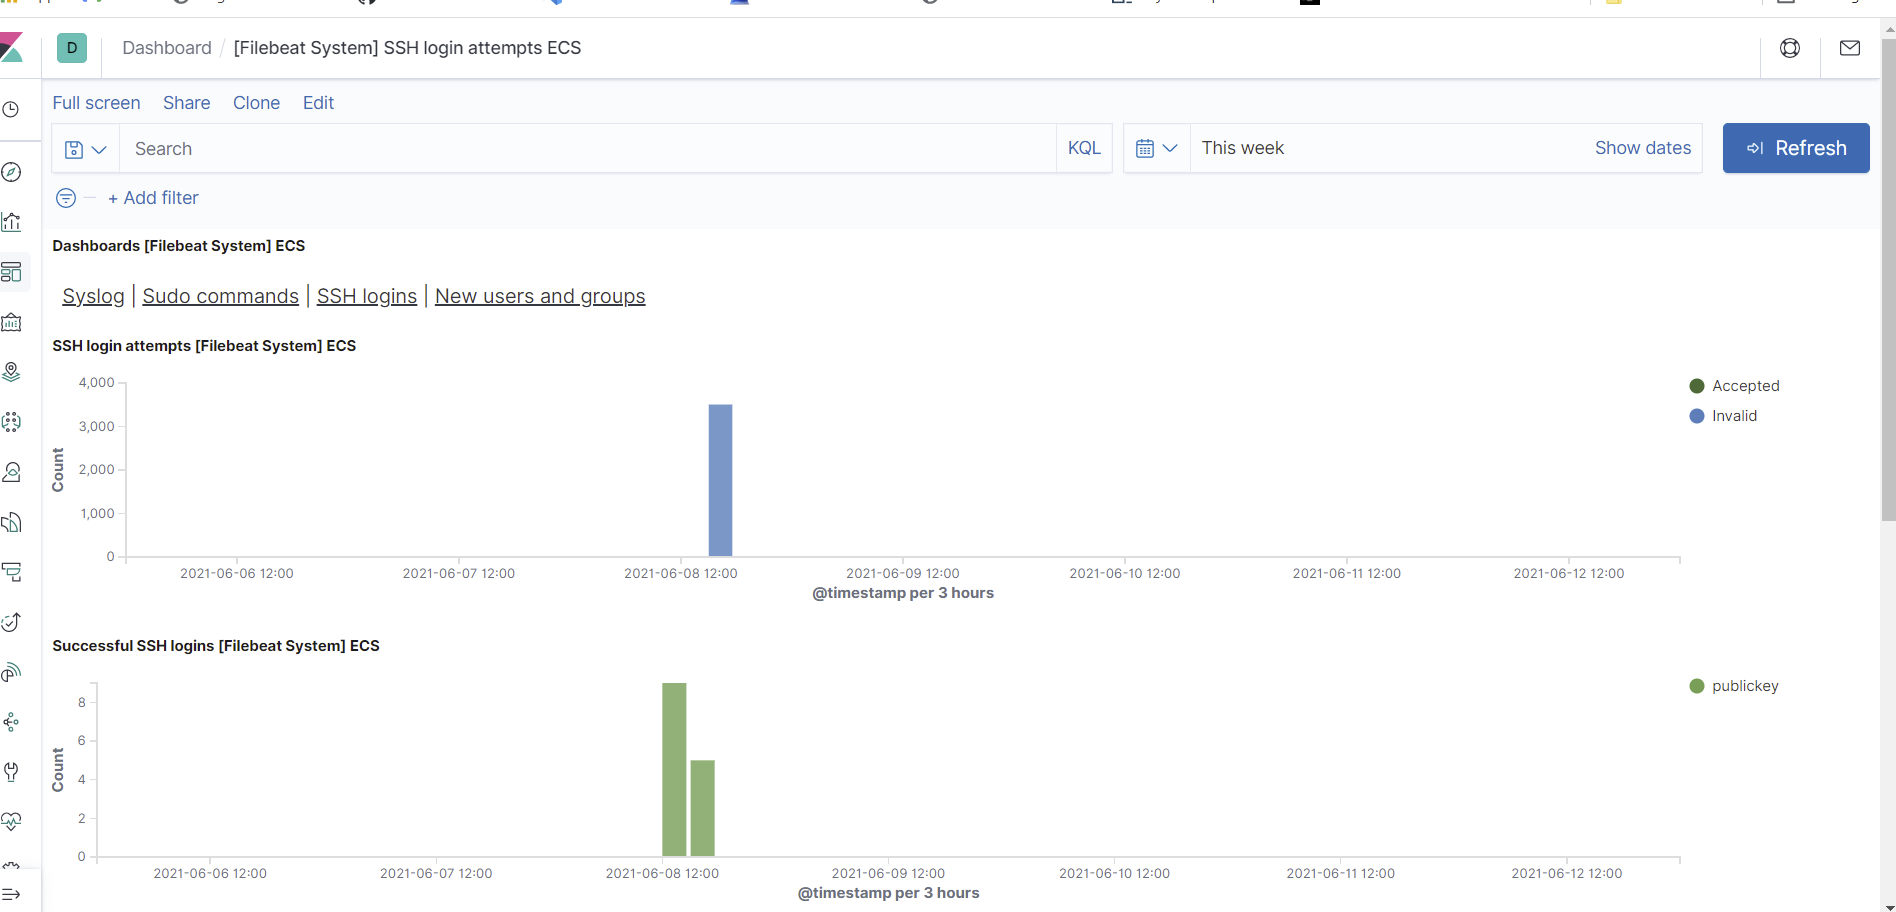 D Dashboard / [Filebeat System] SSH login attempts ECS
Full screen Share Clone Edit
Search KQL This week Show dates Refresh
+ Add filter
Dashboards [Filebeat System] ECS
Syslog | Sudo commands | SSH logins | New users and groups
SSH login attempts [Filebeat System] ECS
4,000
3,000
2,000
1,000
0
Count
2021-06-06 12:00 2021-06-07 12:00 2021-06-08 12:00 2021-06-09 12:00 2021-06-10 12:00 2021-06-11 12:00 2021-06-12 12:00
@timestamp per 3 hours
Accepted
Invalid
Successful SSH logins [Filebeat System] ECS
8
6
4
2
0
Count
2021-06-06 12:00 2021-06-07 12:00 2021-06-08 12:00 2021-06-09 12:00 2021-06-10 12:00 2021-06-11 12:00 2021-06-12 12:00
@timestamp per 3 hours
publickey